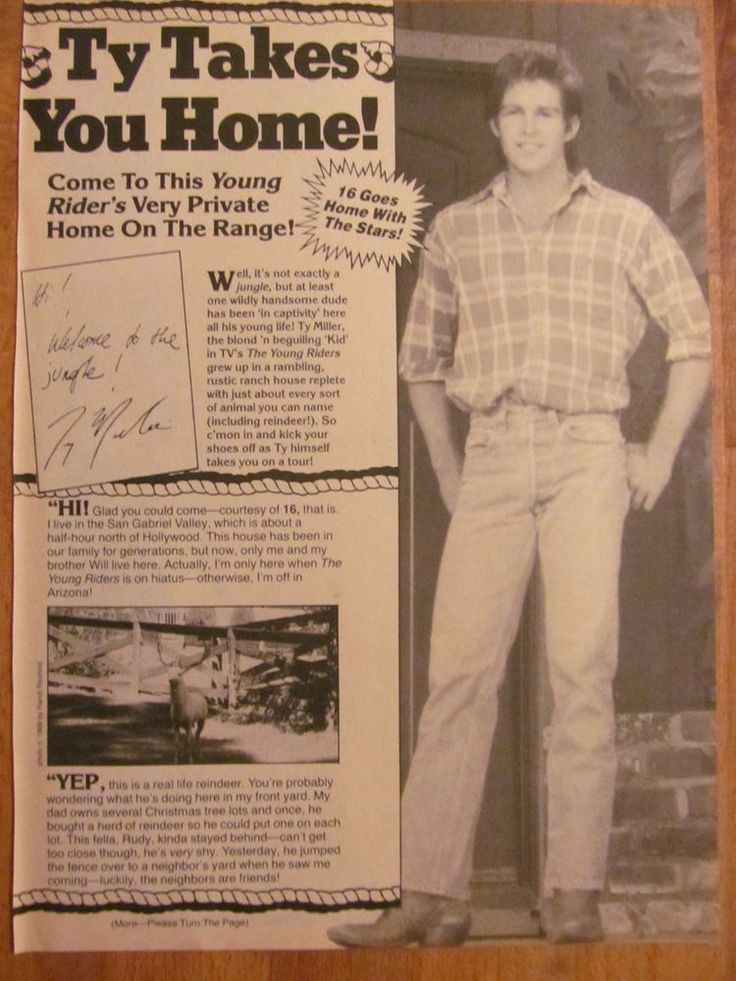 Ty Takes
You Home!
Come To This Young
Rider's Very Private
Home On The Range!
16 Goes
Home With
The Stars!
Hi!
Welcome to the
jungle!
Ty Miller
Well, it's not exactly a
jungle, but at least
one wildly handsome dude
has been 'in captivity' here
all his young life! Ty Miller,
the blond 'n beguiling 'Kid'
in TV's The Young Riders
grew up in a rambling,
rustic ranch house replete
with just about every sort
of animal you can name
(including reindeer!). So
c'mon in and kick your
shoes off as Ty himself
takes you on a tour!
"HI! Glad you could come—courtesy of 16, that is.
I live in the San Gabriel Valley, which is about a
half-hour north of Hollywood. This house has been in
our family for generations, but now, only me and my
brother Will live here. Actually, I'm only here when The
Young Riders is on hiatus—otherwise, I'm off in
Arizona!
photo © 1989 by Randi
"YEP, this is a real life reindeer. You're probably
wondering what he's doing here in my front yard. My
dad owns several Christmas tree lots and once, he
bought a herd of reindeer so he could put one on each
lot. This fella, Rudy, kinda stayed behind—can't get
too close though, he's very shy. Yesterday, he jumped
the fence over to a neighbor's yard when he saw me
coming—luckily, the neighbors are friends!
(More—Please Turn The Page)